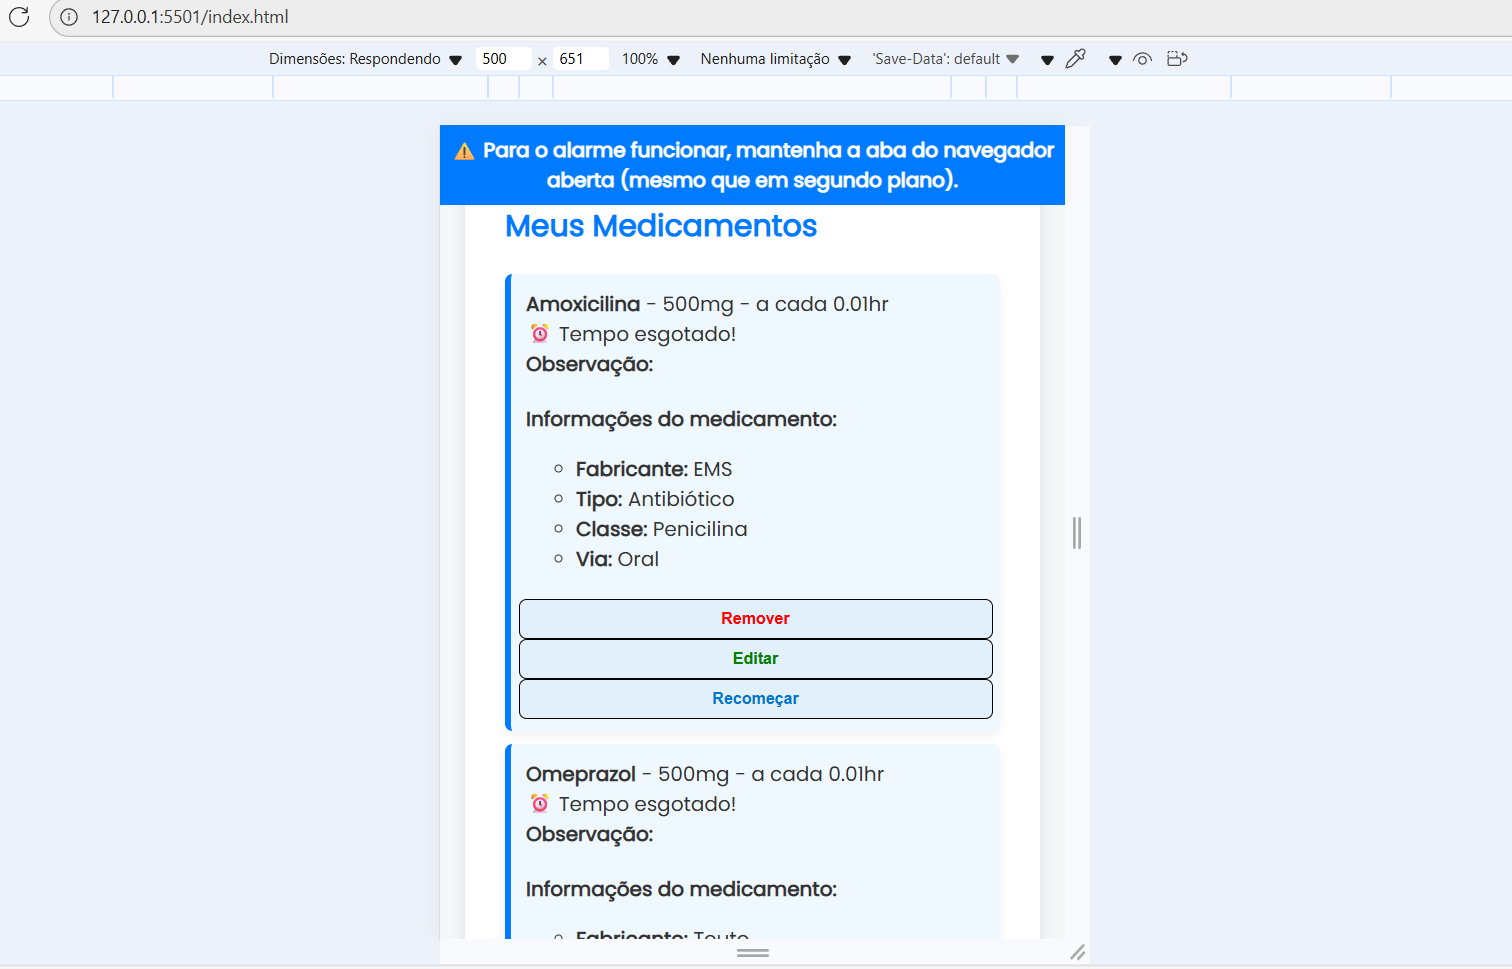 127.0.0.1:5501/index.html
Dimensões: Respondendo 500 × 651 100% Nenhuma limitação 'Save-Data': default
⚠ Para o alarme funcionar, mantenha a aba do navegador
aberta (mesmo que em segundo plano).
Meus Medicamentos
Amoxicilina - 500mg - a cada 0.01hr
⏰ Tempo esgotado!
Observação:
Informações do medicamento:
Fabricante: EMS
Tipo: Antibiótico
Classe: Penicilina
Via: Oral
Remover
Editar
Recomeçar
Omeprazol - 500mg - a cada 0.01hr
⏰ Tempo esgotado!
Observação:
Informações do medicamento:
Fabricante: